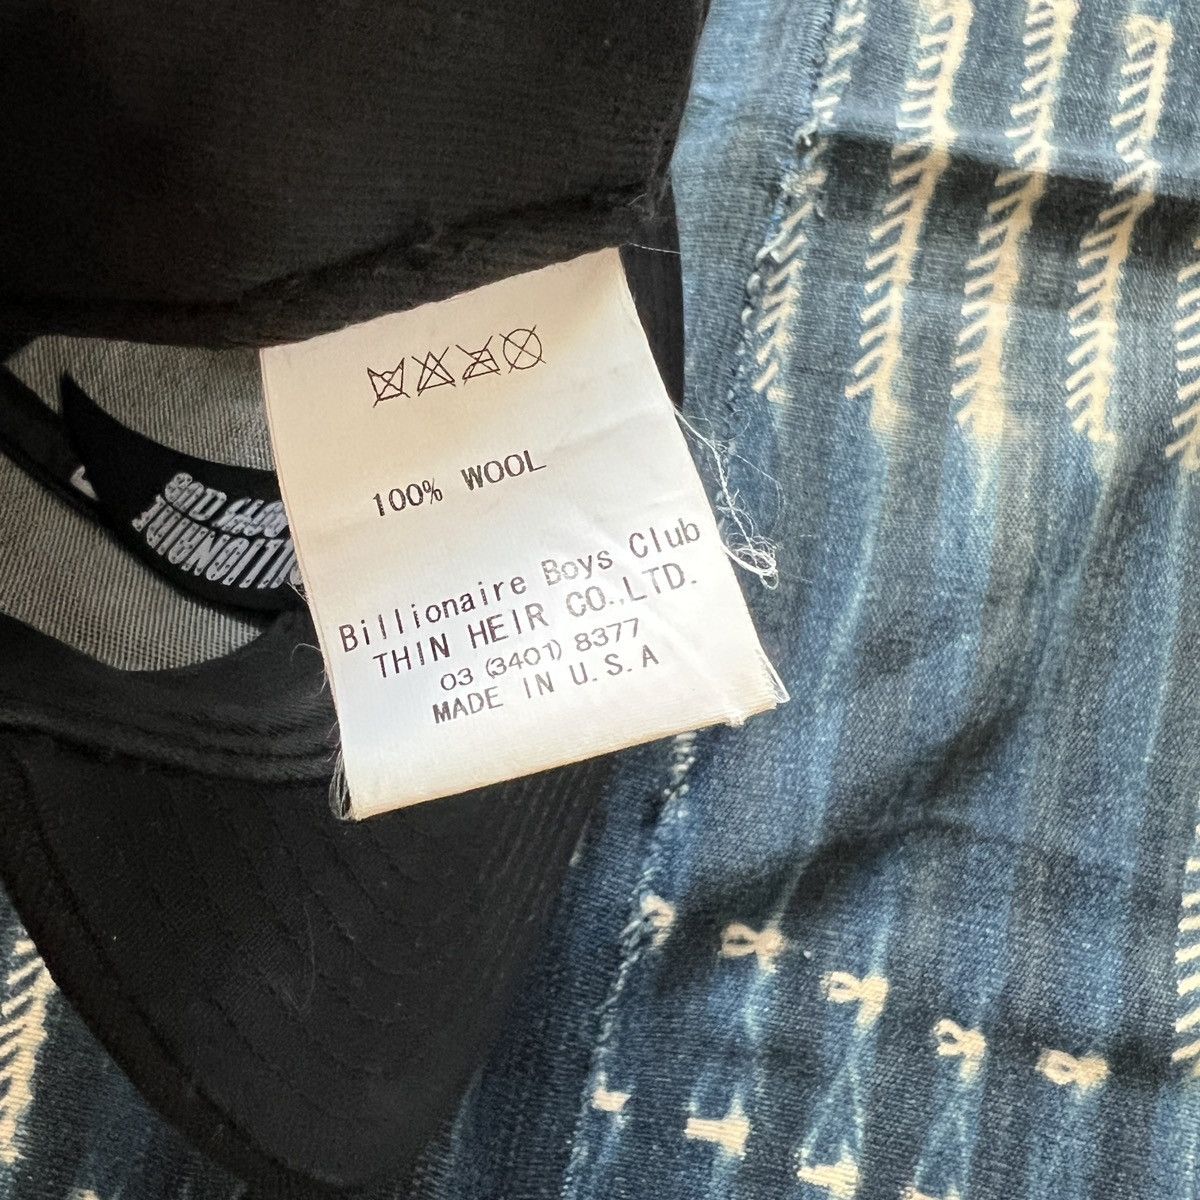 100% WOOL
Billionaire Boys Club
THIN HEIR CO.,LTD.
03 (3401) 8377
MADE IN U.S.A